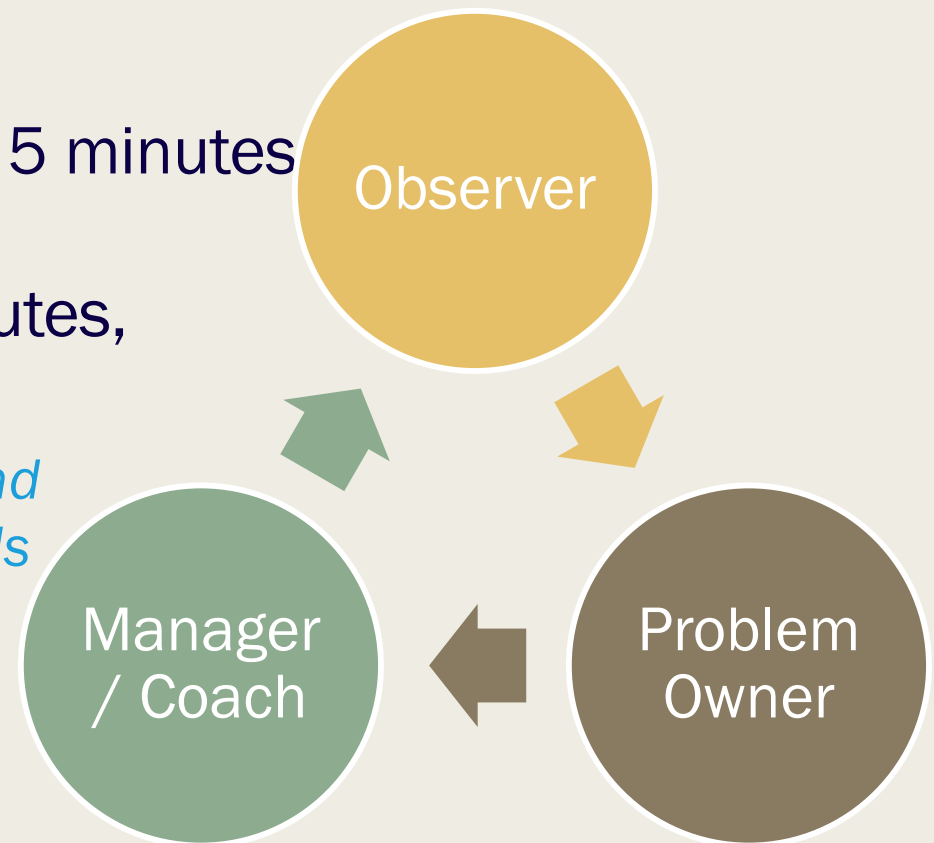 5 minutes
Observer
utes,
nd
ls
Manager
/ Coach
Problem
Owner